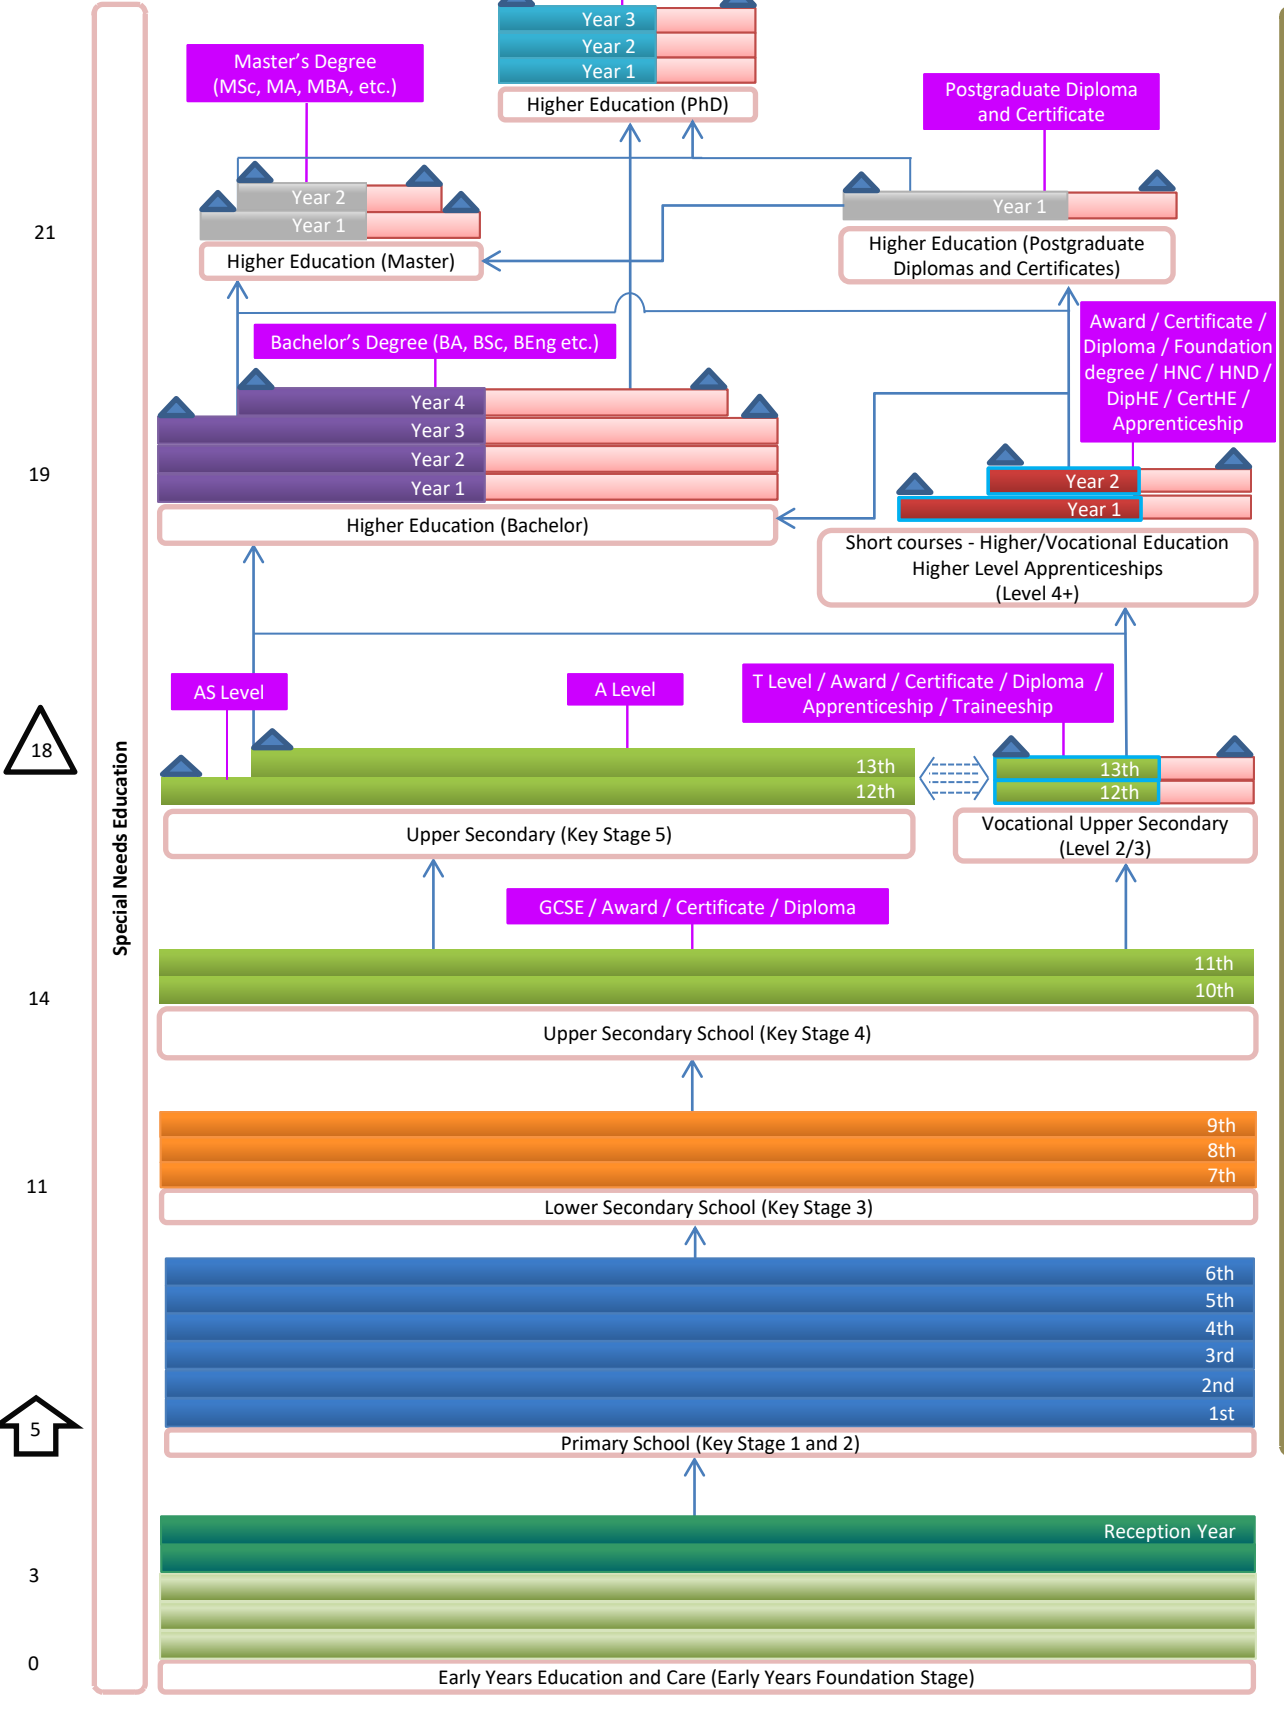 Year 3
Year 2
Year 1
Higher Education (PhD)
Master's Degree
(MSc, MA, MBA, etc.)
Postgraduate Diploma
and Certificate
Year 2
Year 1
Higher Education (Master)
Year 1
Higher Education (Postgraduate
Diplomas and Certificates)
21
Bachelor's Degree (BA, BSc, BEng etc.)
Award / Certificate /
Diploma / Foundation
degree / HNC / HND /
DipHE / CertHE /
Apprenticeship
Year 4
Year 3
Year 2
Year 1
Higher Education (Bachelor)
19
Year 2
Year 1
Short courses - Higher/Vocational Education
Higher Level Apprenticeships
(Level 4+)
AS Level
A Level
T Level / Award / Certificate / Diploma /
Apprenticeship / Traineeship
18
13th
12th
Upper Secondary (Key Stage 5)
13th
12th
Vocational Upper Secondary
(Level 2/3)
Special Needs Education
GCSE / Award / Certificate / Diploma
11th
10th
14
Upper Secondary School (Key Stage 4)
9th
8th
7th
11
Lower Secondary School (Key Stage 3)
6th
5th
4th
3rd
2nd
1st
5
Primary School (Key Stage 1 and 2)
Reception Year
3
0
Early Years Education and Care (Early Years Foundation Stage)